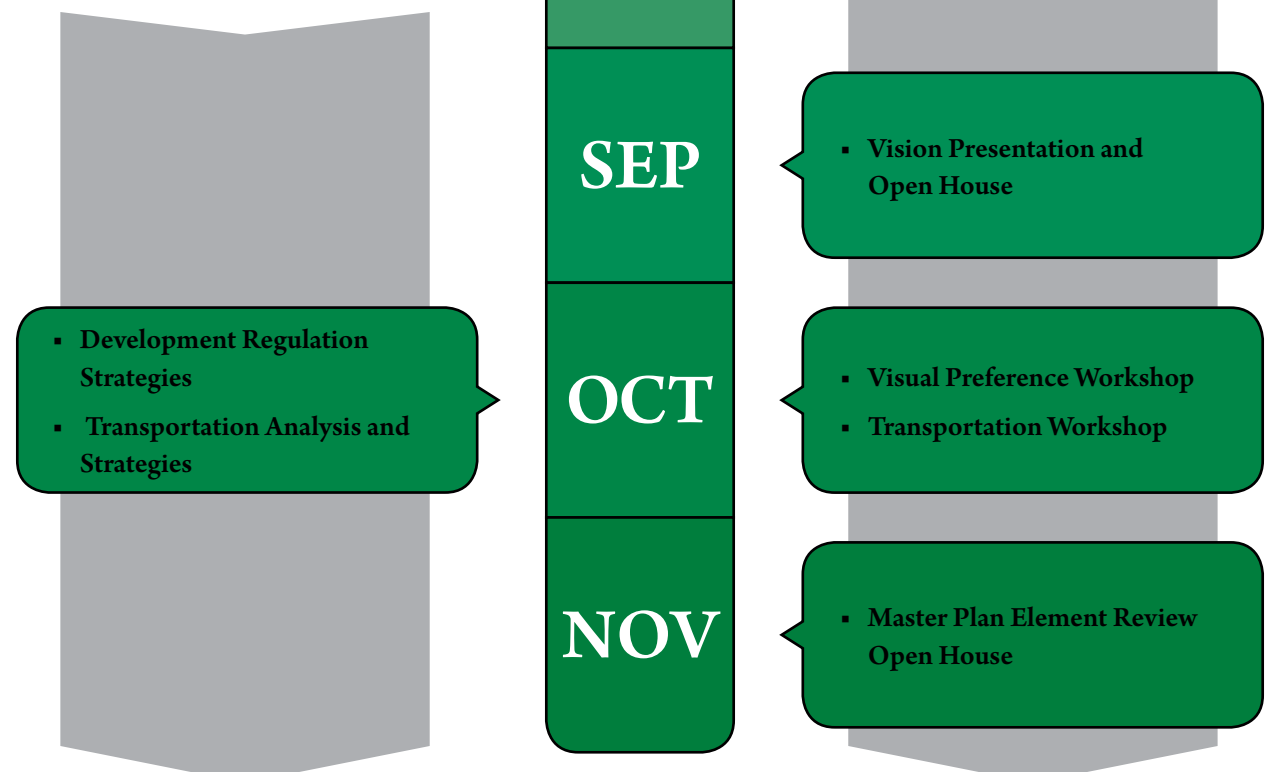 SEP
▪ Vision Presentation and
Open House
▪ Development Regulation
Strategies
▪ Transportation Analysis and
Strategies
OCT
▪ Visual Preference Workshop
▪ Transportation Workshop
NOV
▪ Master Plan Element Review
Open House